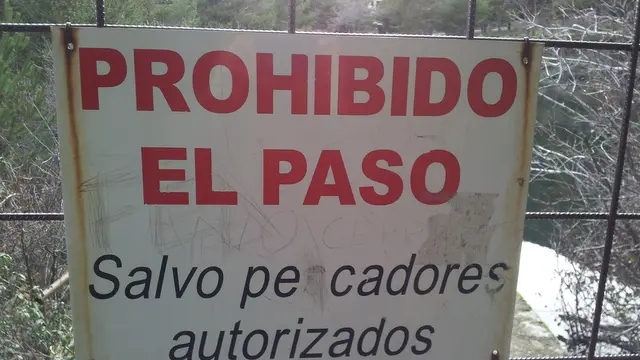 PROHIBIDO
EL PASO
Salvo pe cadores
autorizados